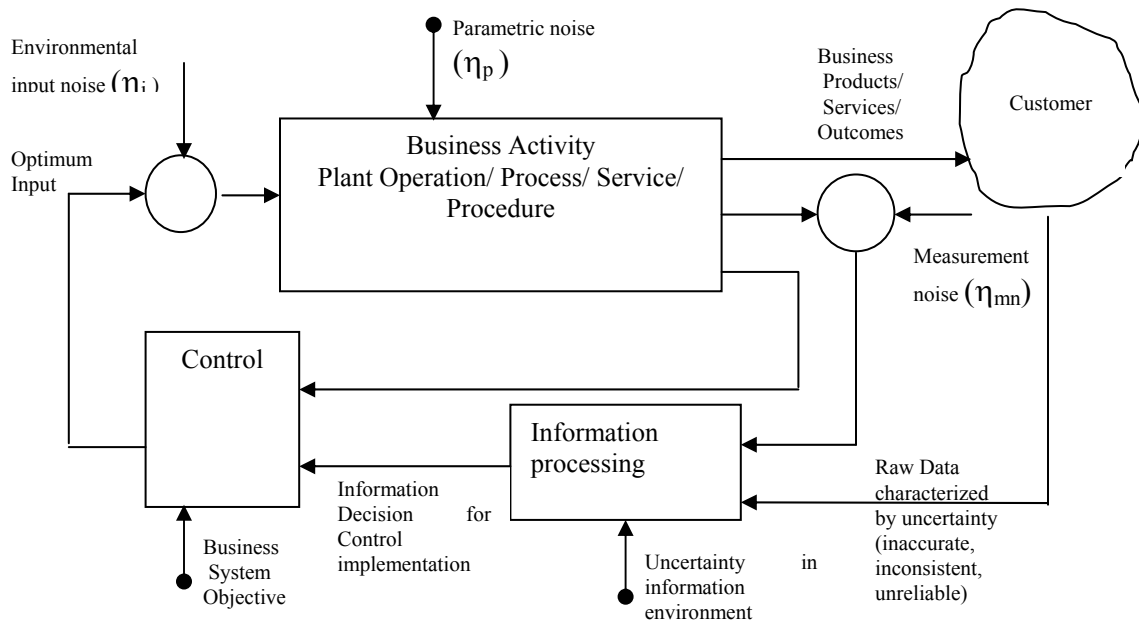 Environmental
input noise (ηi )
Parametric noise
(ηp )
Business
Products/
Services/
Outcomes
Customer
Optimum
Input
Business Activity
Plant Operation/ Process/ Service/
Procedure
Measurement
noise (ηmn)
Control
Information
processing
Information
Decision for
Control
implementation
Raw Data
characterized
by uncertainty
(inaccurate,
inconsistent,
unreliable)
Business
System
Objective
Uncertainty in
information
environment